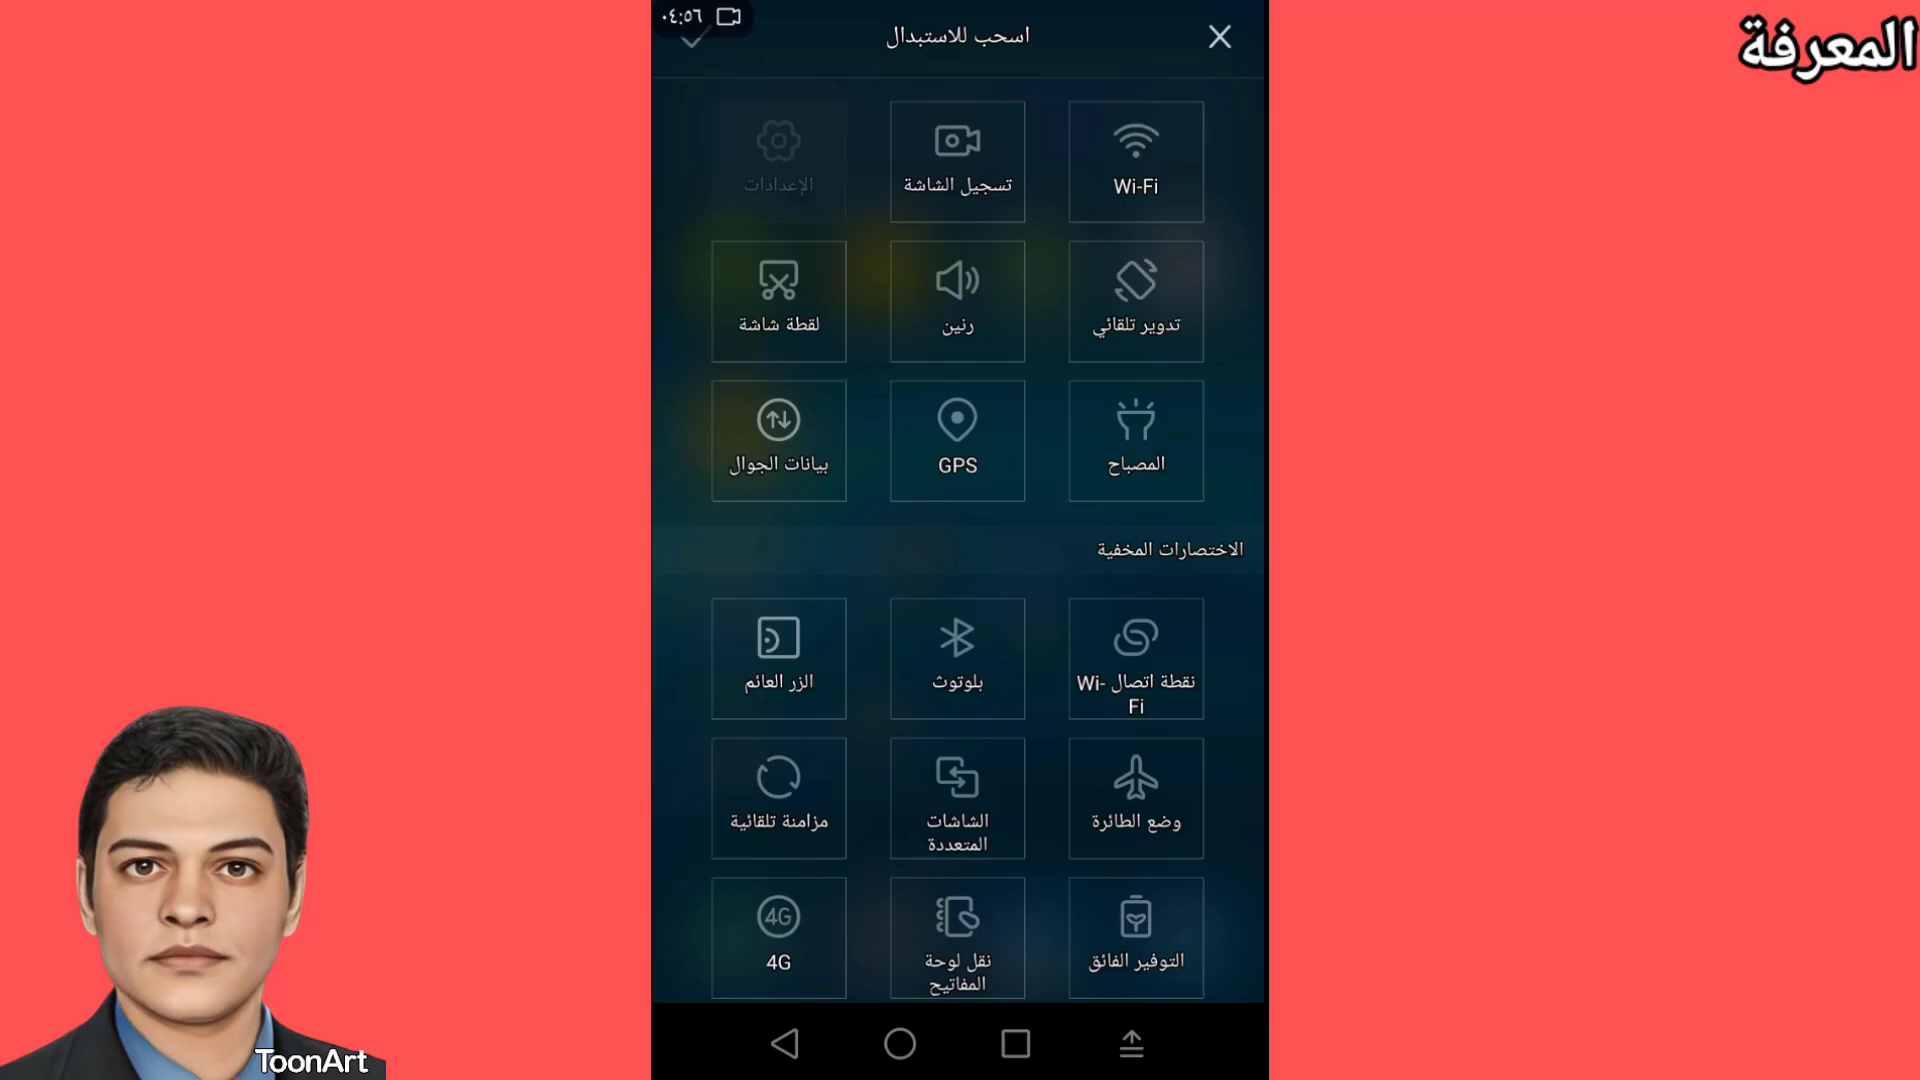 المعرفة
٠٤:٥٦
اسحب للاستبدال
Wi-Fi
تسجيل الشاشة
الإعدادات
تدوير تلقائي
رنين
لقطة شاشة
المصباح
GPS
بيانات الجوال
الاختصارات المخفية
نقطة اتصال Wi-
Fi
بلوتوث
الزر العائم
وضع الطائرة
الشاشات
المتعددة
مزامنة تلقائية
التوفير الفائق
نقل لوحة
المفاتيح
4G
4G
ToonArt